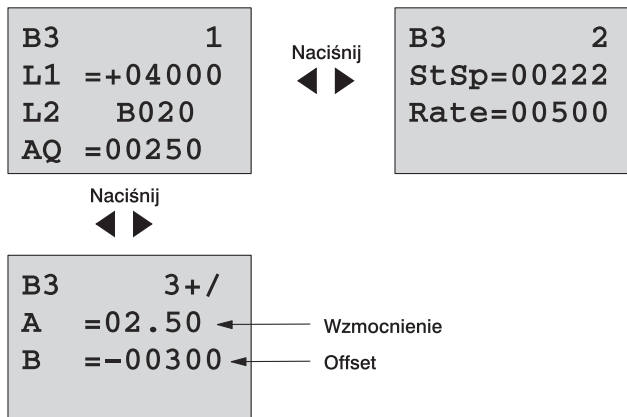 B3 1
L1 =+04000
L2 B020
AQ =00250
Naciśnij
B3 2
StSp=00222
Rate=00500
Naciśnij
B3 3+/
A =02.50
B =-00300
Wzmocnienie
Offset